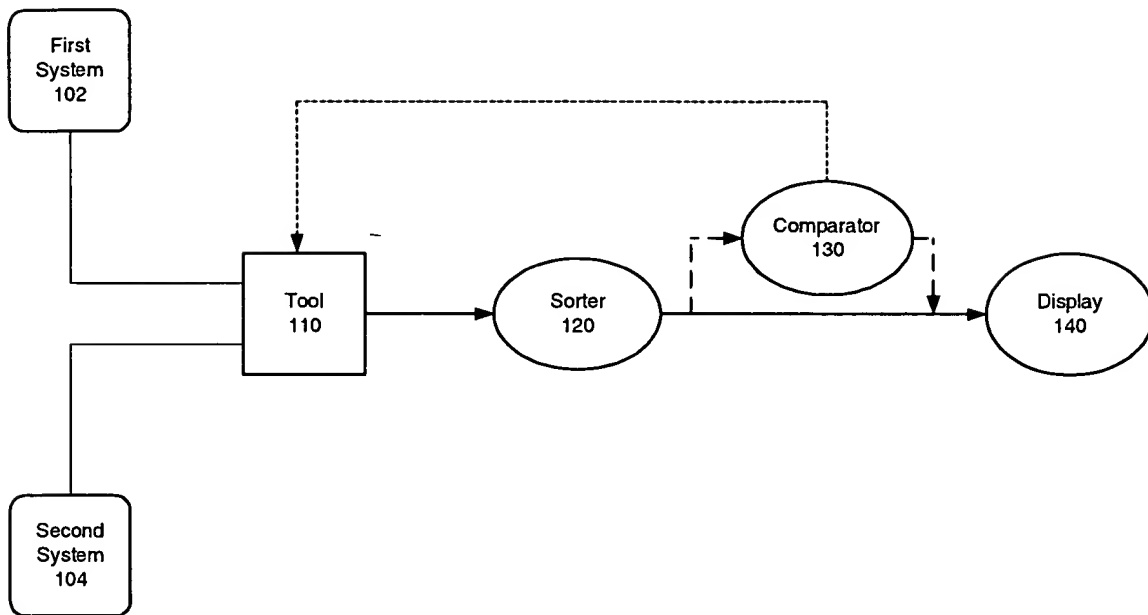 First
System
102
Comparator
130
Tool
110
Sorter
120
Display
140
Second
System
104